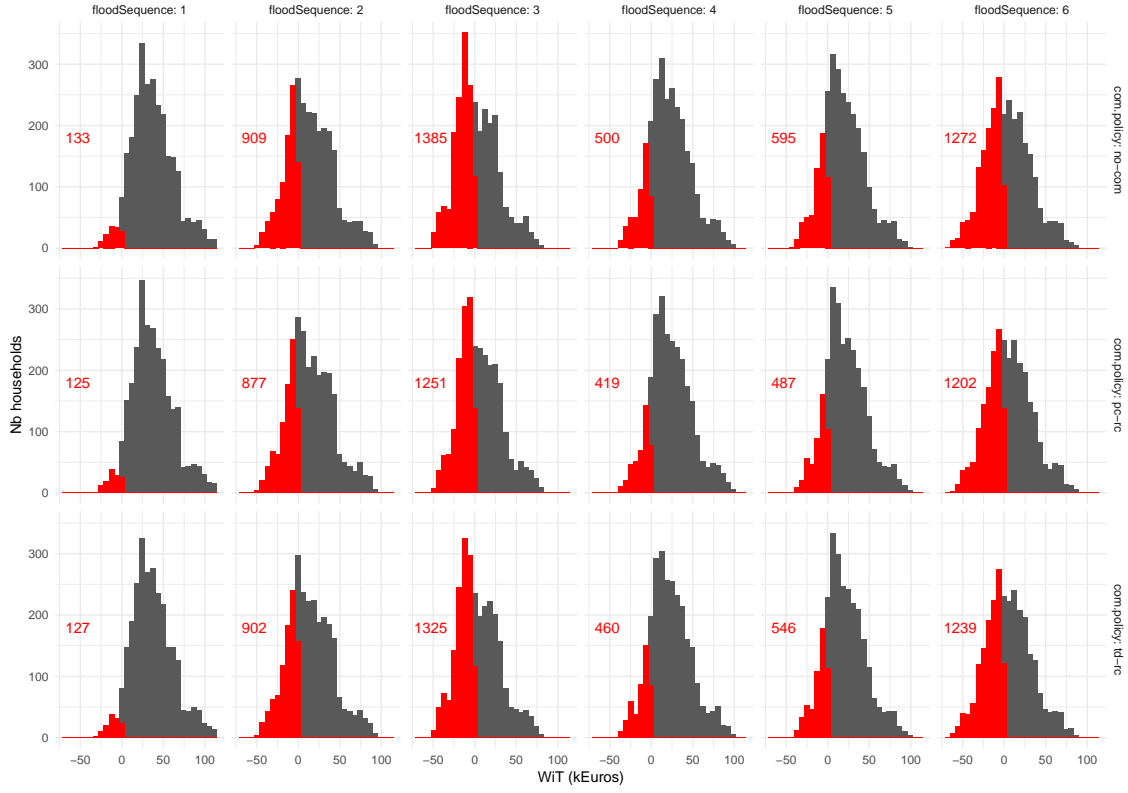 floodSequence: 1
floodSequence: 2
floodSequence: 3
floodSequence: 4
floodSequence: 5
floodSequence: 6
300
200
100
0
133
909
1385
500
595
1272
com.policy: no−com
300
200
100
0
125
877
1251
419
487
1202
com.policy: pc−rc
300
200
100
0
127
902
1325
460
546
1239
com.policy: td−rc
Nb households
−50 0 50 100
−50 0 50 100
−50 0 50 100
−50 0 50 100
−50 0 50 100
−50 0 50 100
WiT (kEuros)